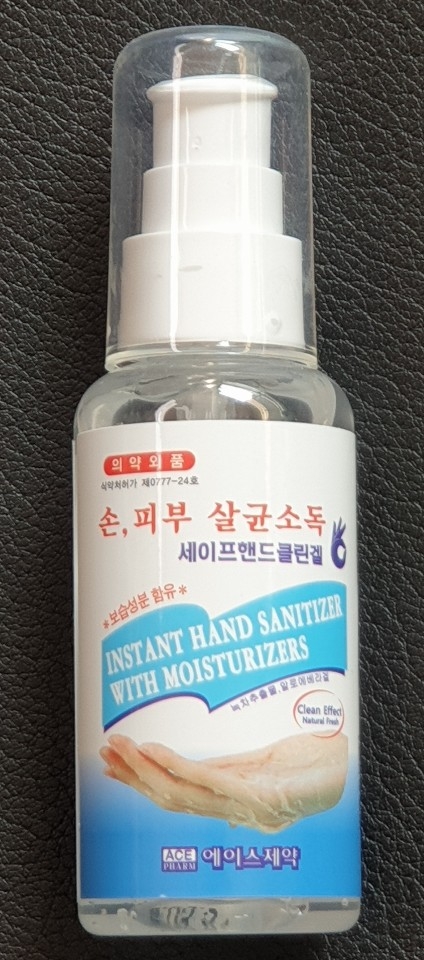 의약외품
식약처허가 제0777-24호
손, 피부 살균소독
세이프핸드클린겔
*보습성분 함유*
INSTANT HAND SANITIZER
WITH MOISTURIZERS
녹차추출물, 알로에베라겔
Clean Effect
Natural Fresh
ACE
PHARM
에이스제약